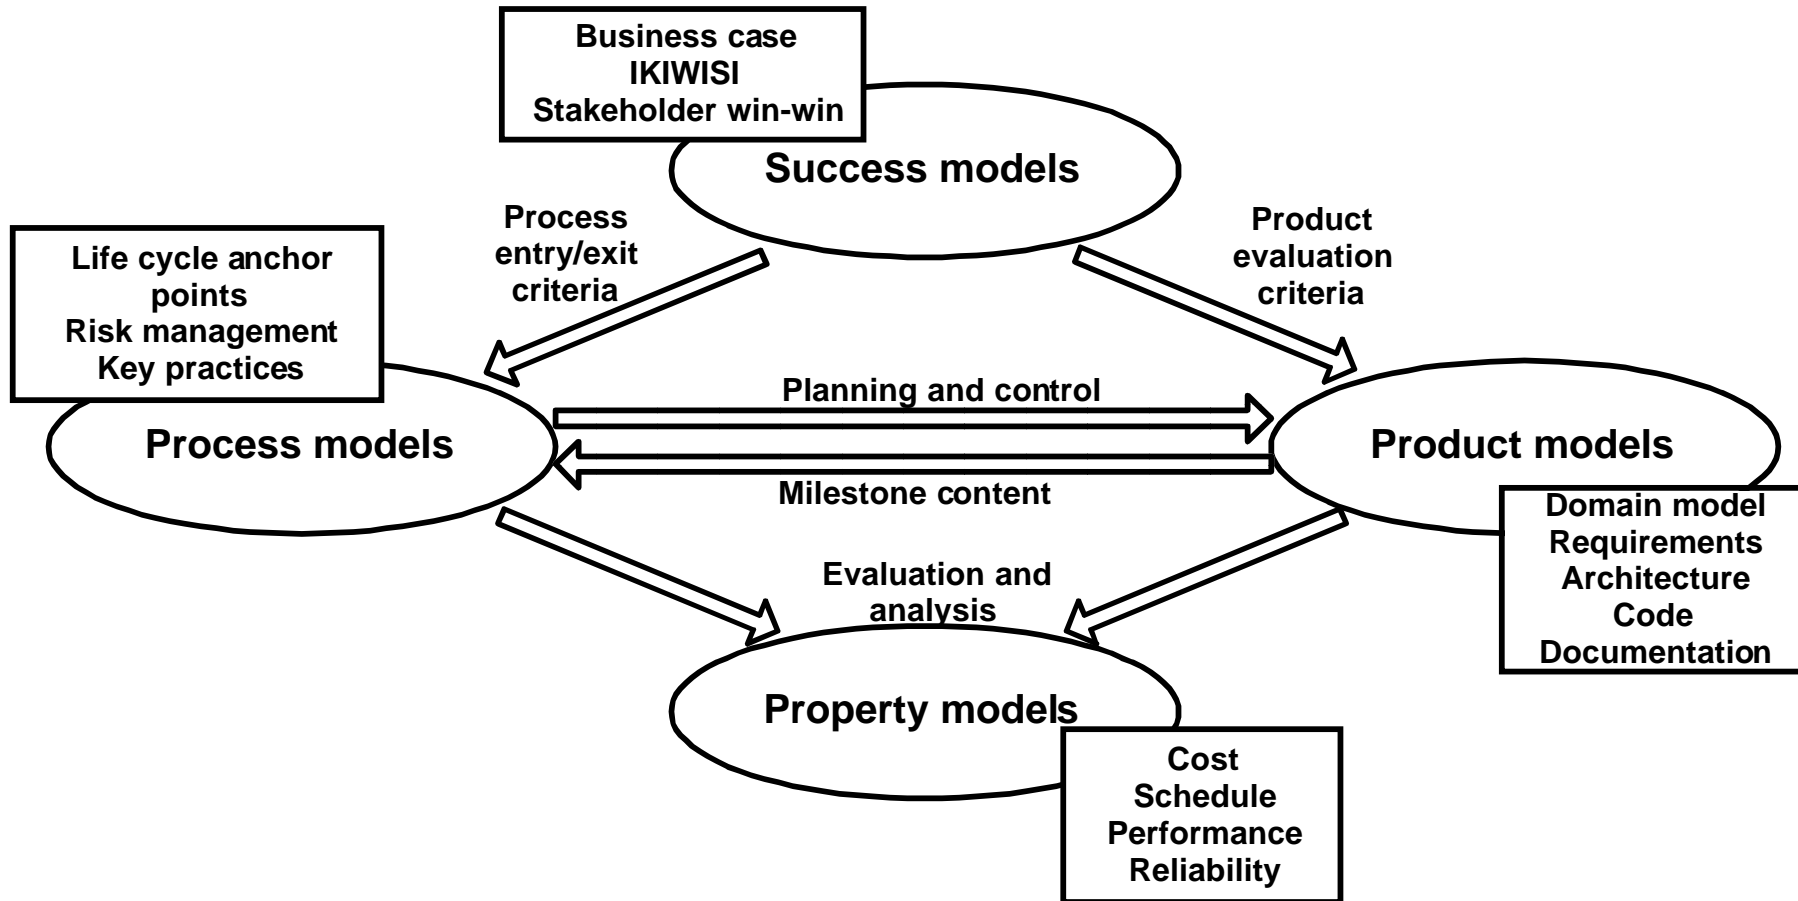 Business case
IKIWISI
Stakeholder win-win
Success models
Process
entry/exit
criteria
Product
evaluation
criteria
Life cycle anchor
points
Risk management
Key practices
Process models
Planning and control
Milestone content
Product models
Domain model
Requirements
Architecture
Code
Documentation
Evaluation and
analysis
Property models
Cost
Schedule
Performance
Reliability